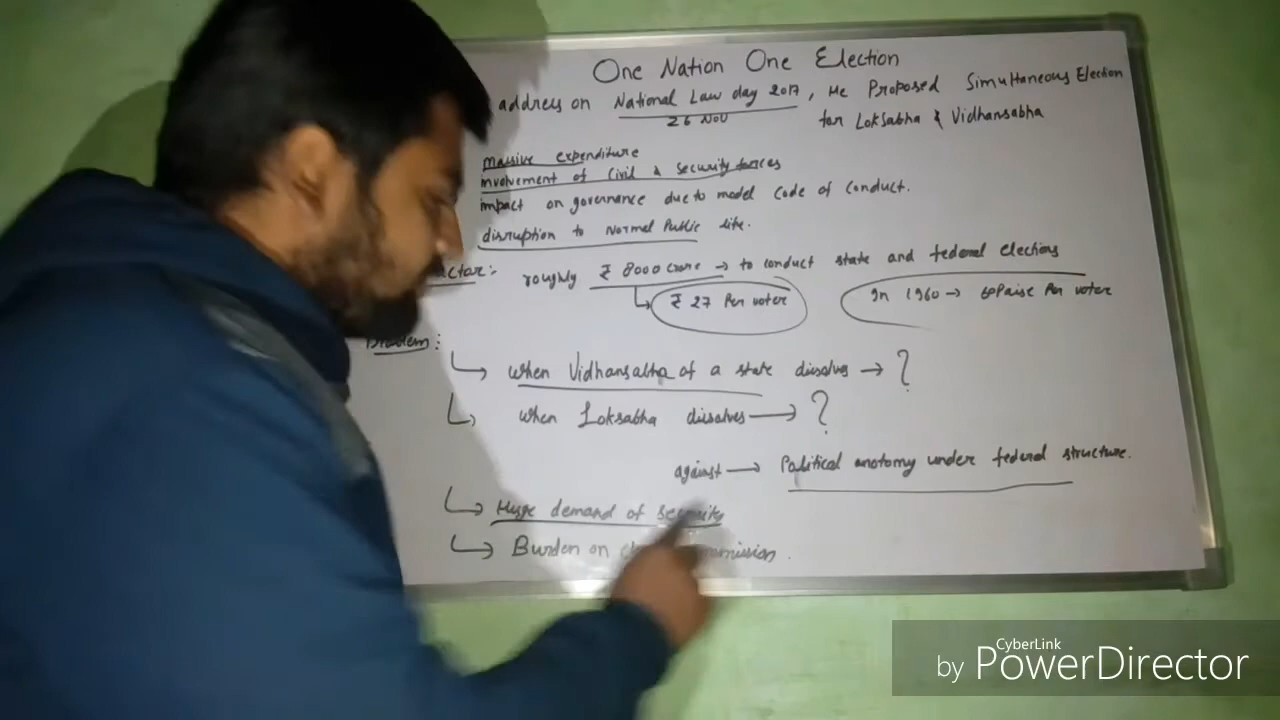 One Nation One Election
address on National Law day 2017, He Proposed Simultaneous Election
26 Nov for Loksabha & Vidhansabha
massive expenditure
involvement of Civil & security forces
impact on governance due to model code of conduct.
disruption to Normal Public life.
roughly ₹ 8000 crore → to conduct state and federal elections
₹ 27 Per voter In 1960 → 60 Paise Per voter
Problem:
when Vidhansabha of a state dissolves → ?
when Loksabha dissolves → ?
against → Political anotomy under federal structure.
Huge demand of security
Burden on
CyberLink
by PowerDirector